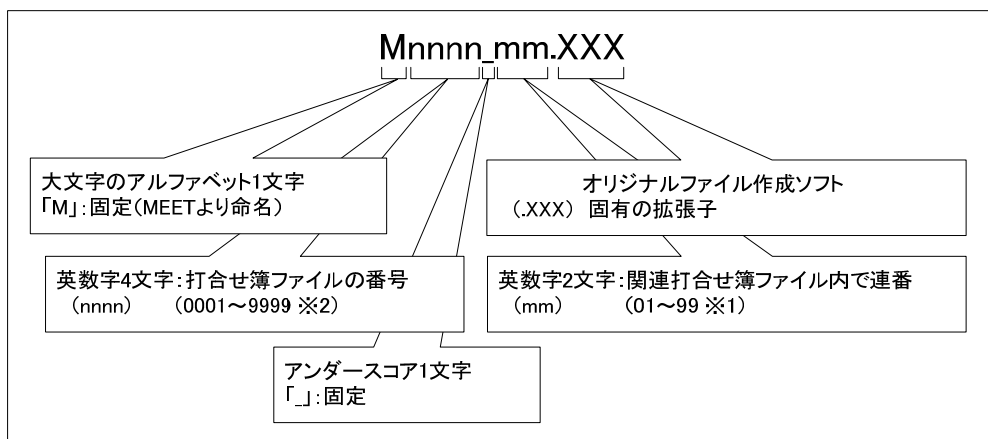 Mnnnn_mm.XXX
大文字のアルファベット1文字
「M」:固定(MEETより命名)
オリジナルファイル作成ソフト
(.XXX) 固有の拡張子
英数字4文字:打合せ簿ファイルの番号
(nnnn) (0001～9999 ※2)
英数字2文字:関連打合せ簿ファイル内で連番
(mm) (01～99 ※1)
アンダースコア1文字
「_」:固定